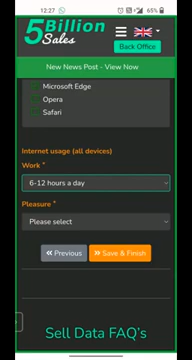 12.27
65%
5 Billion
Sales
Back Office
New News Post - View Now
Microsoft Edge
Opera
Safari
Internet usage (all devices)
Work *
6-12 hours a day
Pleasure *
Please select
« Previous
» Save & Finish
Sell Data FAQ's